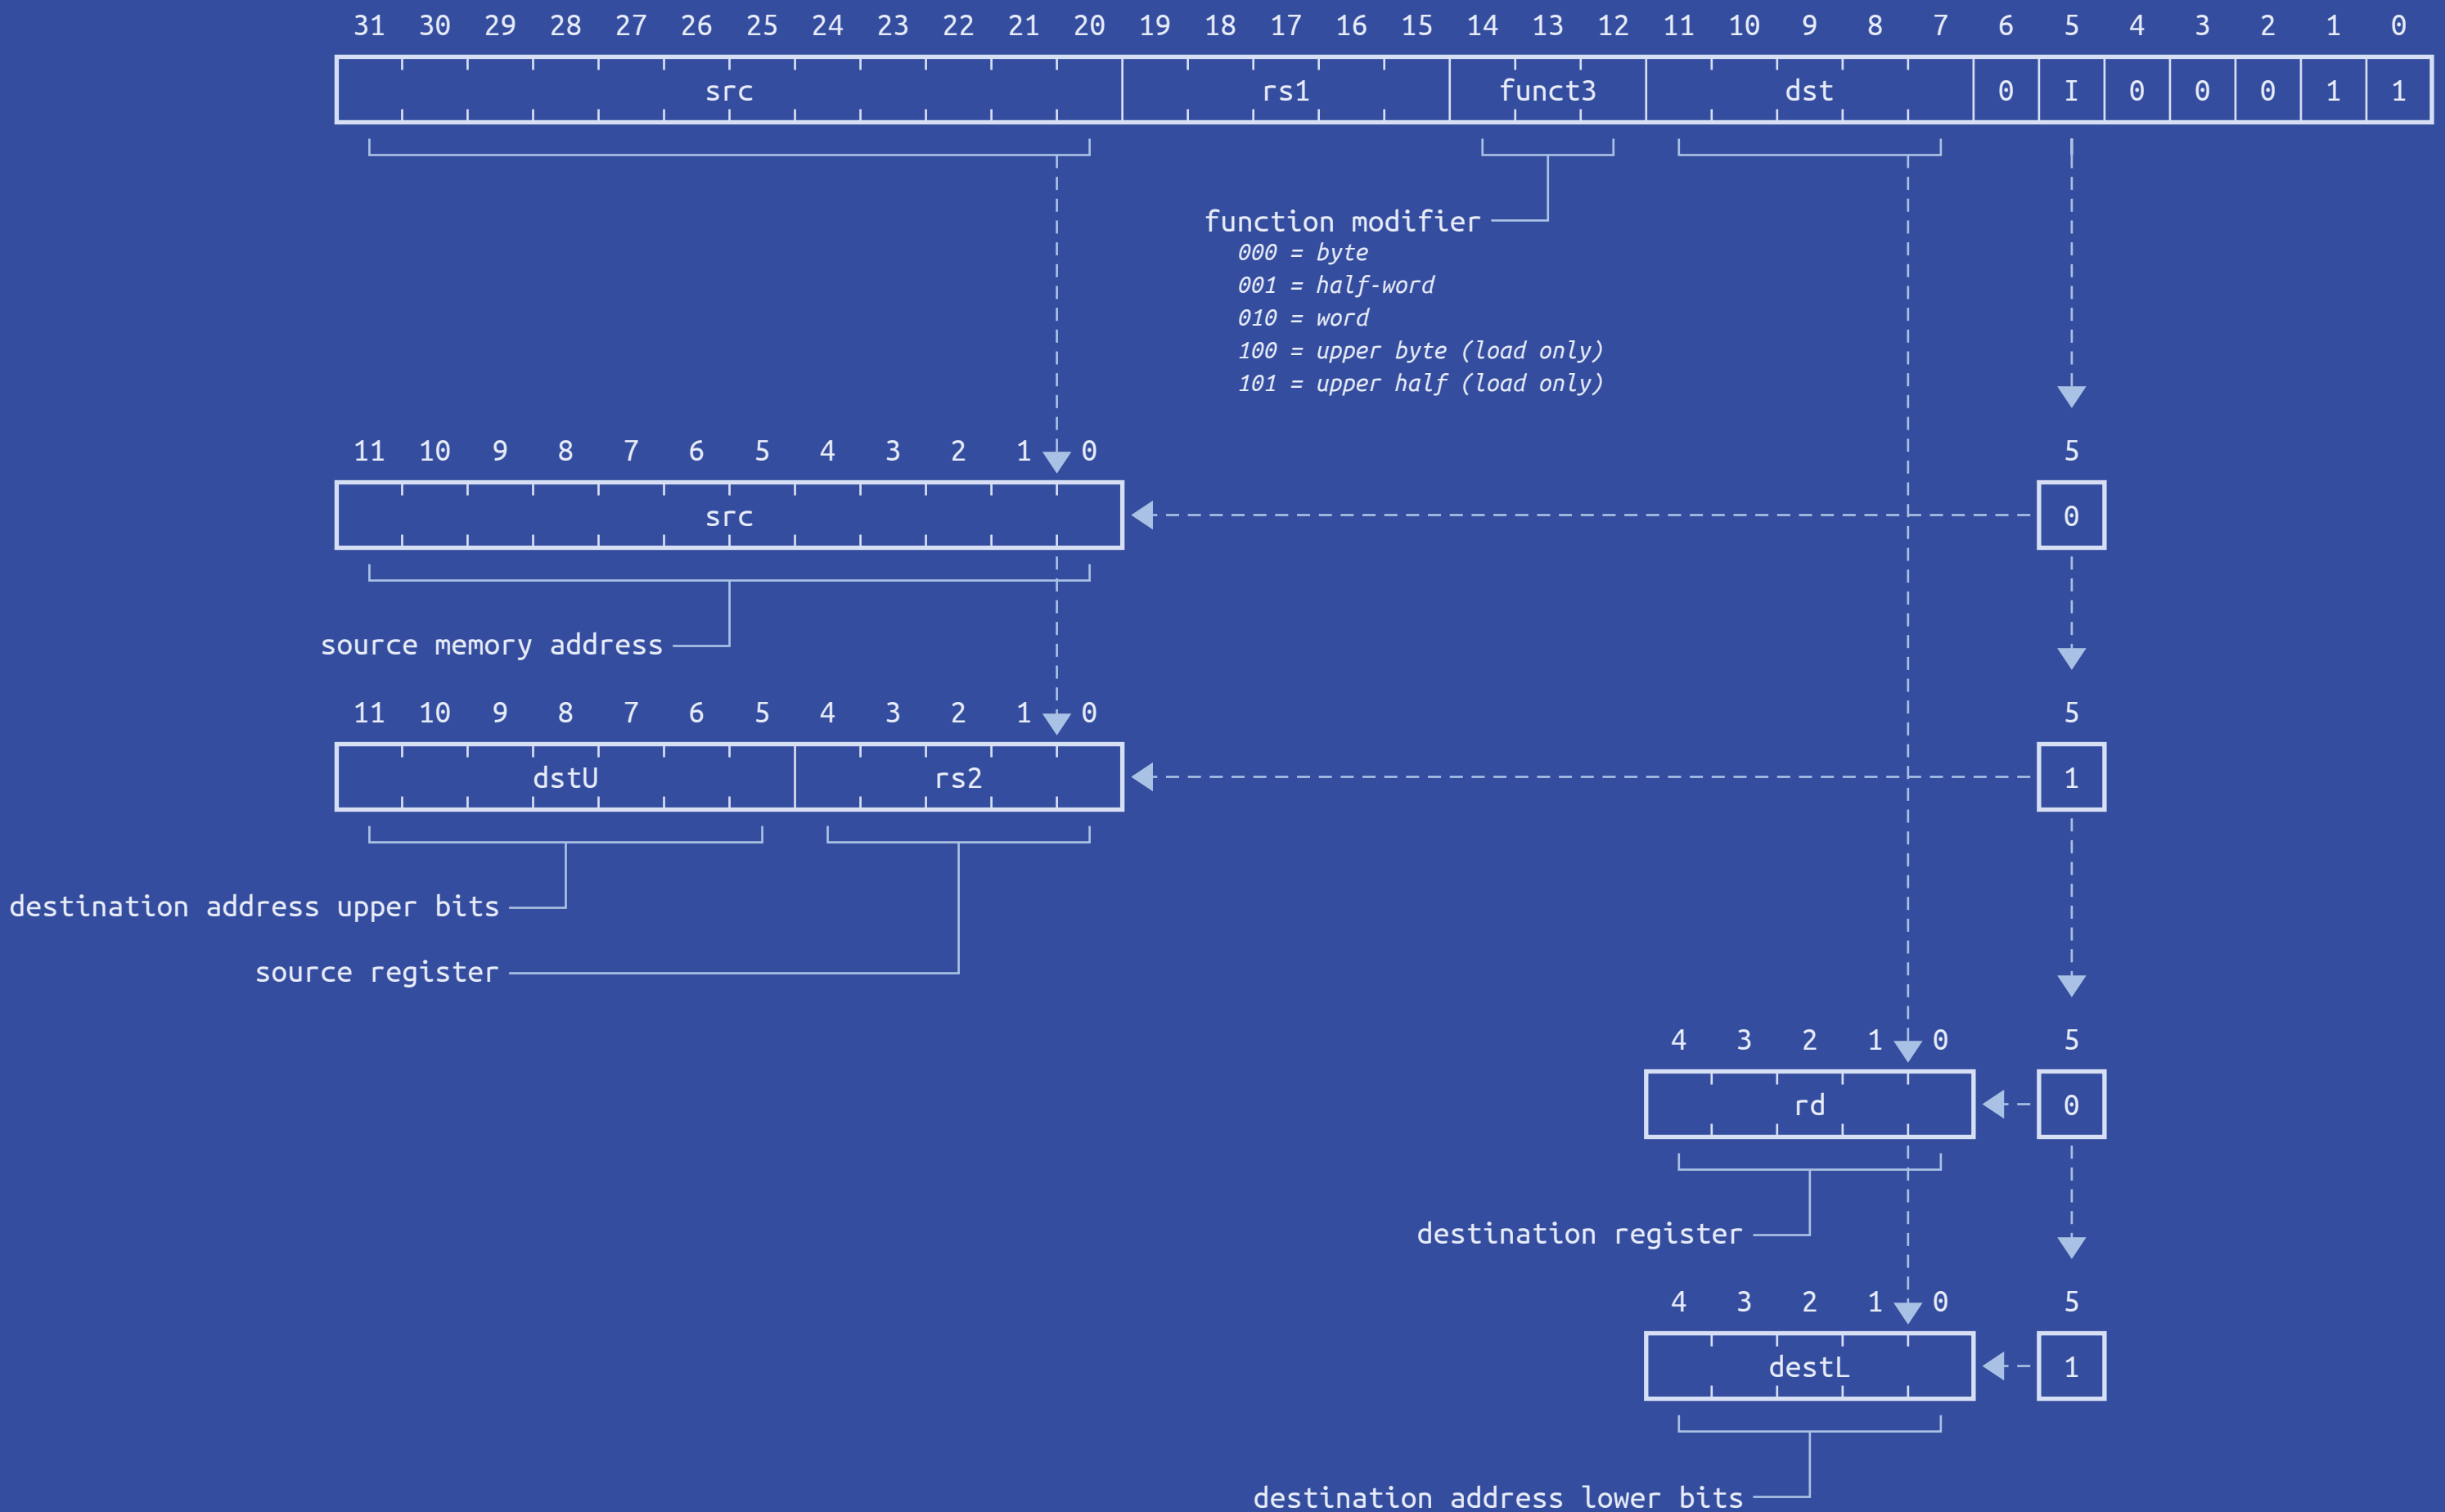 31 30 29 28 27 26 25 24 23 22 21 20 19 18 17 16 15 14 13 12 11 10 9 8 7 6 5 4 3 2 1 0
src rs1 funct3 dst 0 I 0 0 0 1 1
function modifier
000 = byte
001 = half-word
010 = word
100 = upper byte (load only)
101 = upper half (load only)
11 10 9 8 7 6 5 4 3 2 1 0 5
src 0
source memory address
11 10 9 8 7 6 5 4 3 2 1 0 5
dstU rs2 1
destination address upper bits
source register
4 3 2 1 0 5
rd 0
destination register
4 3 2 1 0 5
destL 1
destination address lower bits